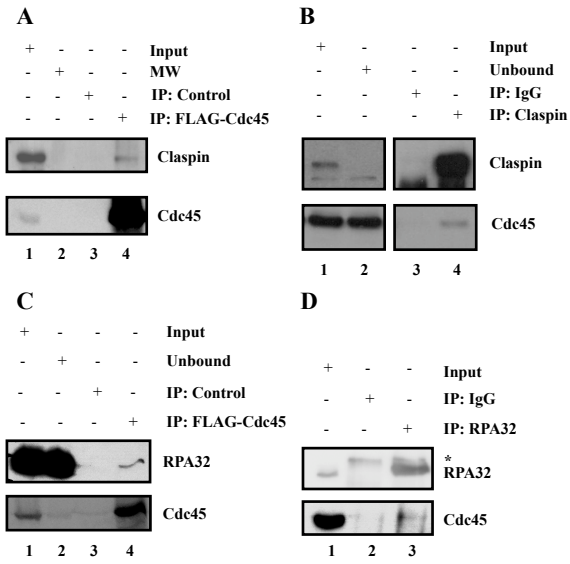 A
+ - - - Input
- + - - MW
- - + - IP: Control
- - - + IP: FLAG-Cdc45
Claspin
Cdc45
1 2 3 4
B
+ - - - Input
- + - - Unbound
- - + - IP: IgG
- - - + IP: Claspin
Claspin
Cdc45
1 2 3 4
C
+ - - - Input
- + - - Unbound
- - + - IP: Control
- - - + IP: FLAG-Cdc45
RPA32
Cdc45
1 2 3 4
D
+ - - Input
- + - IP: IgG
- - + IP: RPA32
*
RPA32
Cdc45
1 2 3